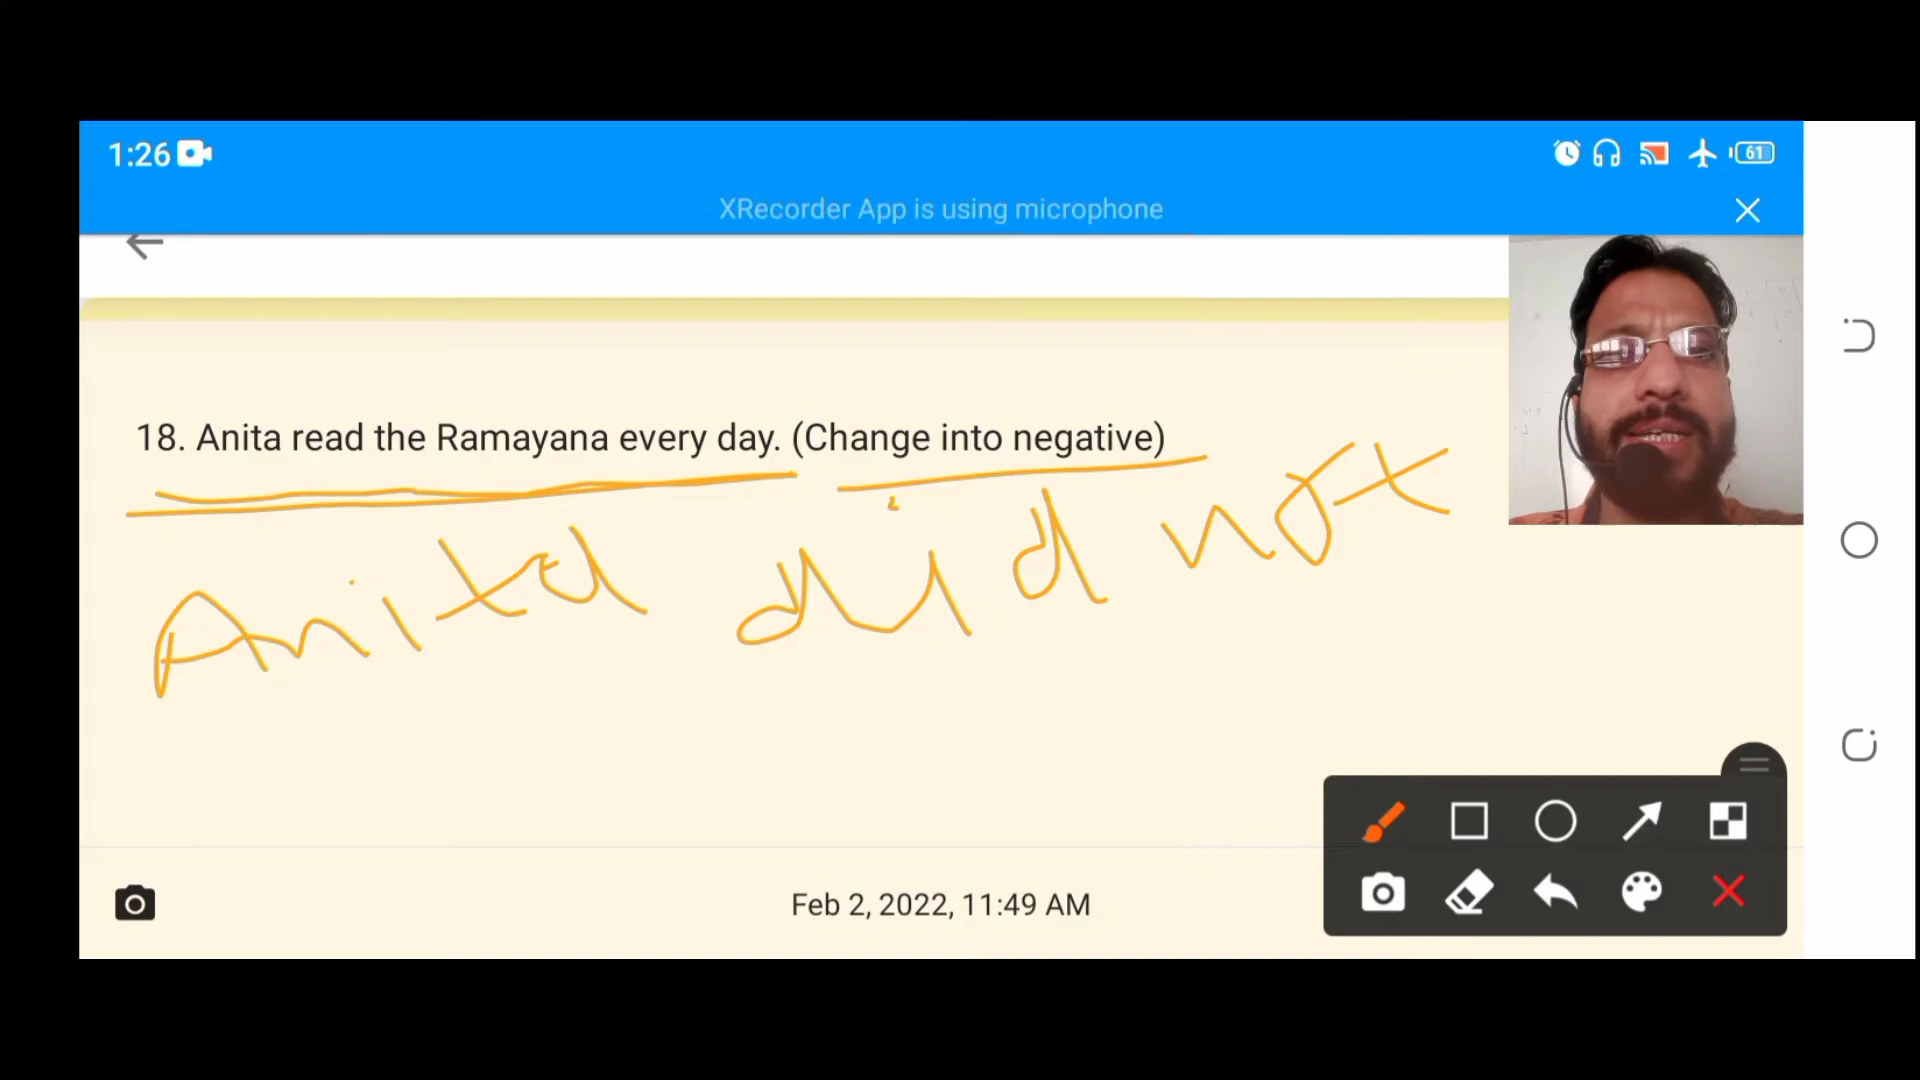 1:26
61
XRecorder App is using microphone
18. Anita read the Ramayana every day. (Change into negative)
Anita did not
Feb 2, 2022, 11:49 AM